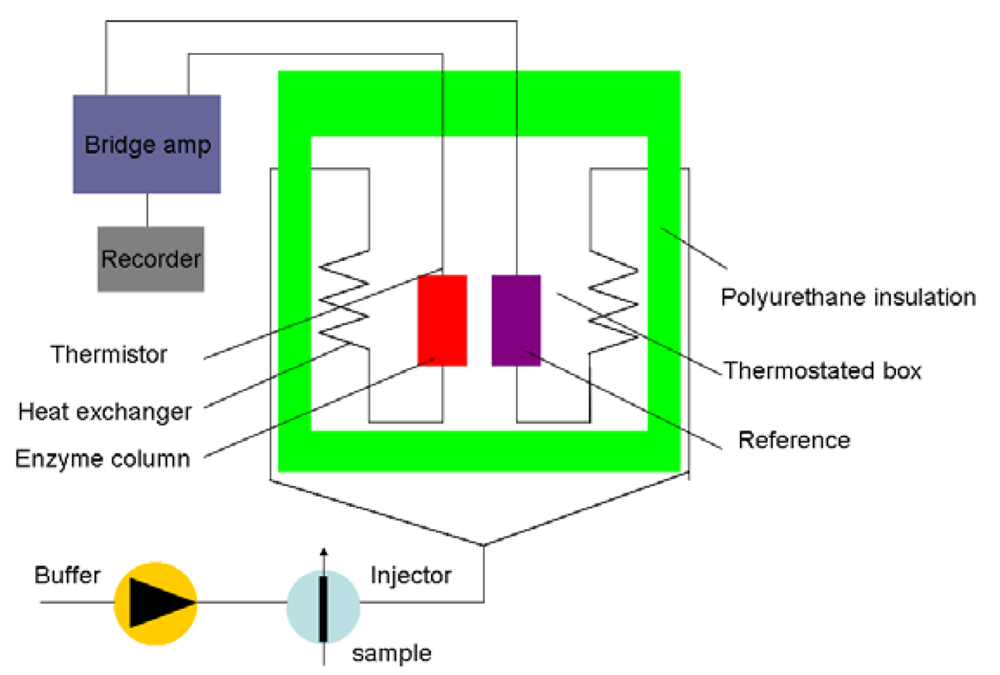 Bridge amp
Recorder
Polyurethane insulation
Thermistor
Thermostated box
Heat exchanger
Reference
Enzyme column
Buffer
Injector
sample